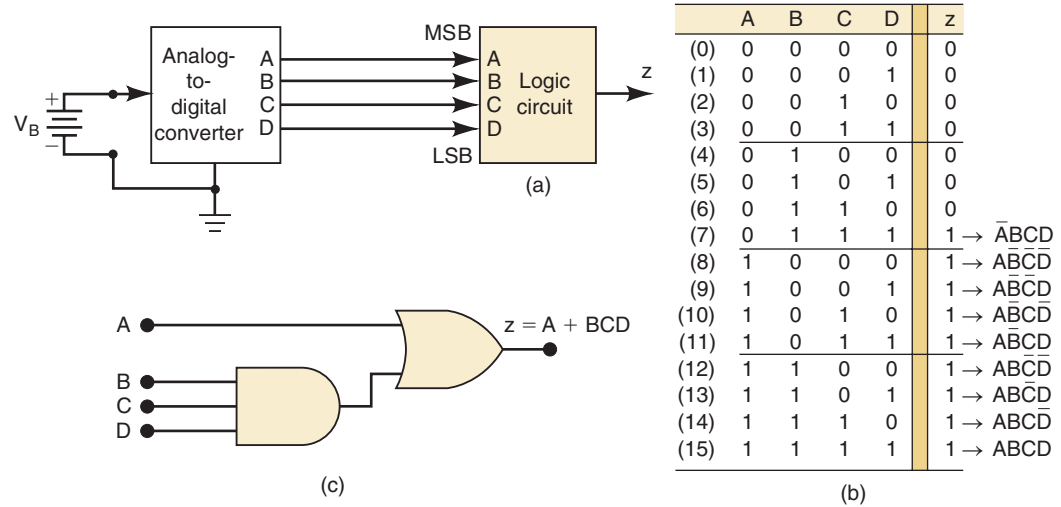 MSB
Analog-
to-
digital
converter
A
B
C
D
A
B
C
D
Logic
circuit
z
+
V_B
−
LSB
(a)
A
B
C
D
z = A + BCD
(c)
A B C D z
(0) 0 0 0 0 0
(1) 0 0 0 1 0
(2) 0 0 1 0 0
(3) 0 0 1 1 0
(4) 0 1 0 0 0
(5) 0 1 0 1 0
(6) 0 1 1 0 0
(7) 0 1 1 1 1 → A̅BCD
(8) 1 0 0 0 1 → AB̅C̅D̅
(9) 1 0 0 1 1 → AB̅C̅D
(10) 1 0 1 0 1 → AB̅CD̅
(11) 1 0 1 1 1 → AB̅CD
(12) 1 1 0 0 1 → ABC̅D̅
(13) 1 1 0 1 1 → ABC̅D
(14) 1 1 1 0 1 → ABCD̅
(15) 1 1 1 1 1 → ABCD
(b)